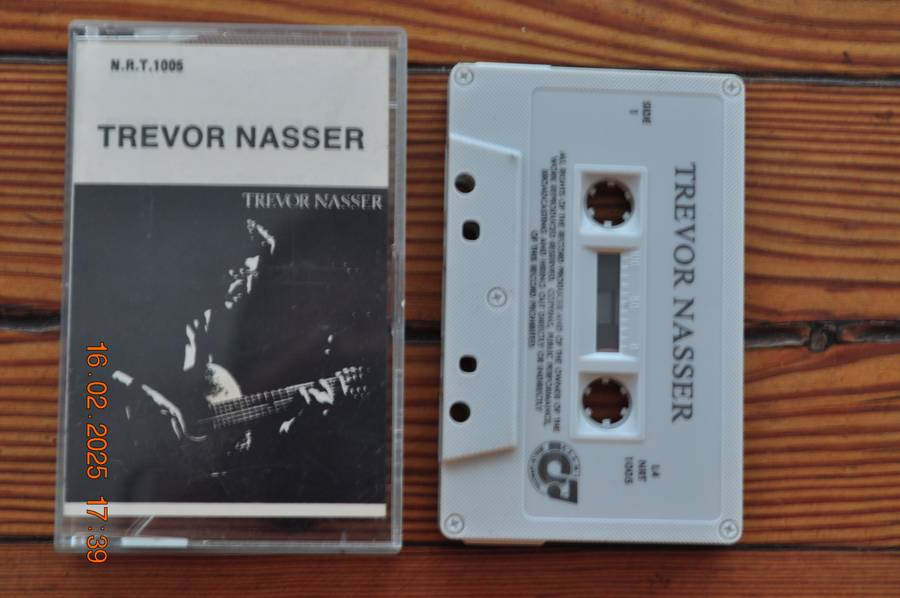 N.R.T.1005
TREVOR NASSER
TREVOR NASSER
SIDE
1
TREVOR NASSER
ALL RIGHTS OF THE RECORD PRODUCER AND OF THE OWNER OF THE
WORK REPRODUCED RESERVED. COPYING, PUBLIC PERFORMANCE,
BROADCASTING AND HIRING OUT DIRECTLY OR INDIRECTLY
OF THIS RECORD PROHIBITED.
L4
NRT
1005
16.02.2025 17:39